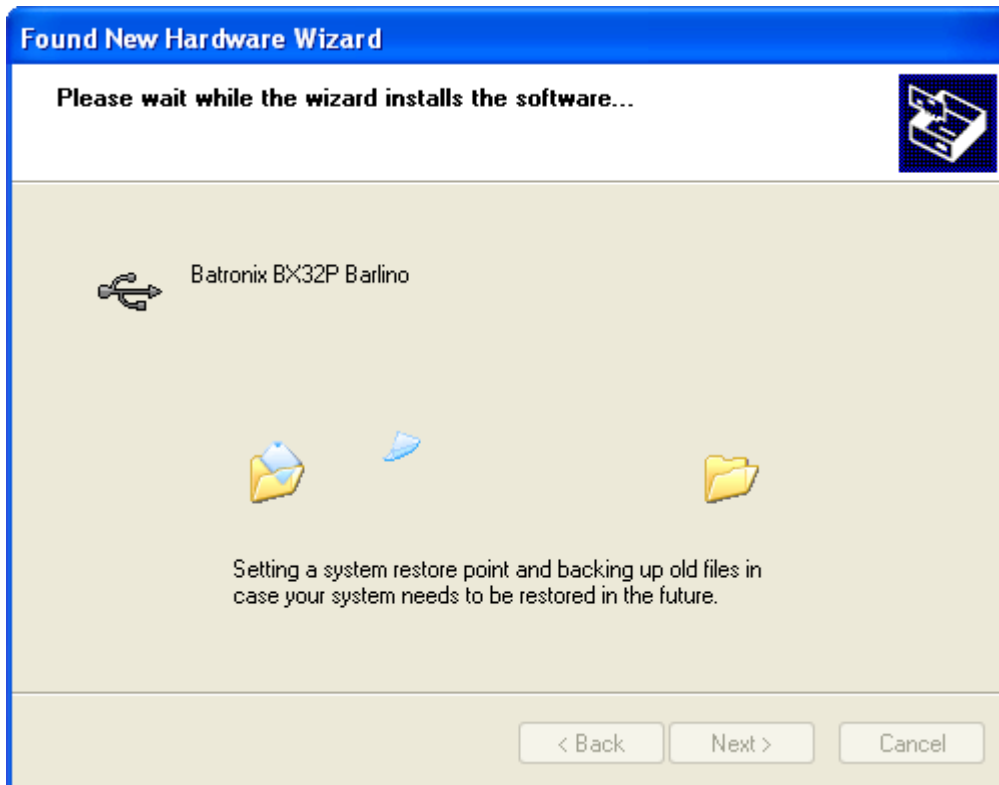 Found New Hardware Wizard
Please wait while the wizard installs the software...
Batronix BX32P Barlino
Setting a system restore point and backing up old files in
case your system needs to be restored in the future.
< Back
Next >
Cancel